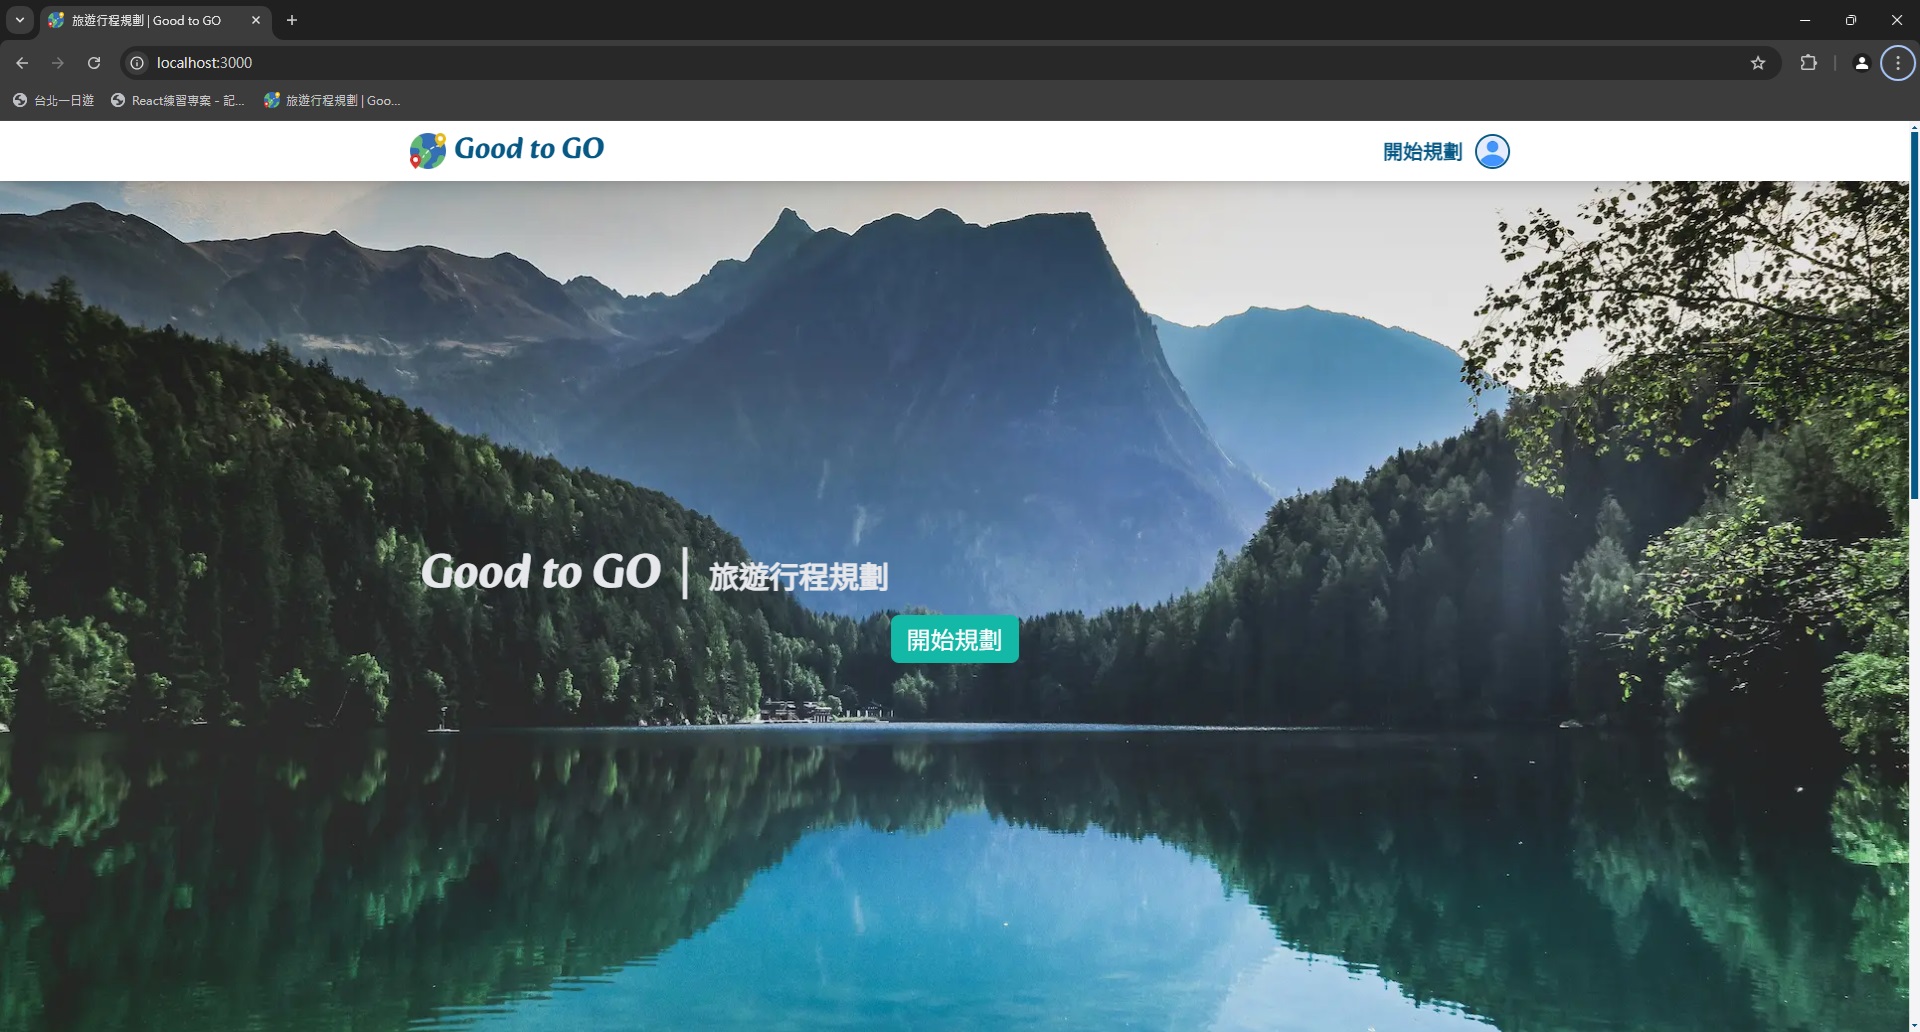 旅遊行程規劃 | Good to GO
localhost:3000
台北一日遊
React練習專案 - 記...
旅遊行程規劃 | Goo...
Good to GO
開始規劃
Good to GO | 旅遊行程規劃
開始規劃